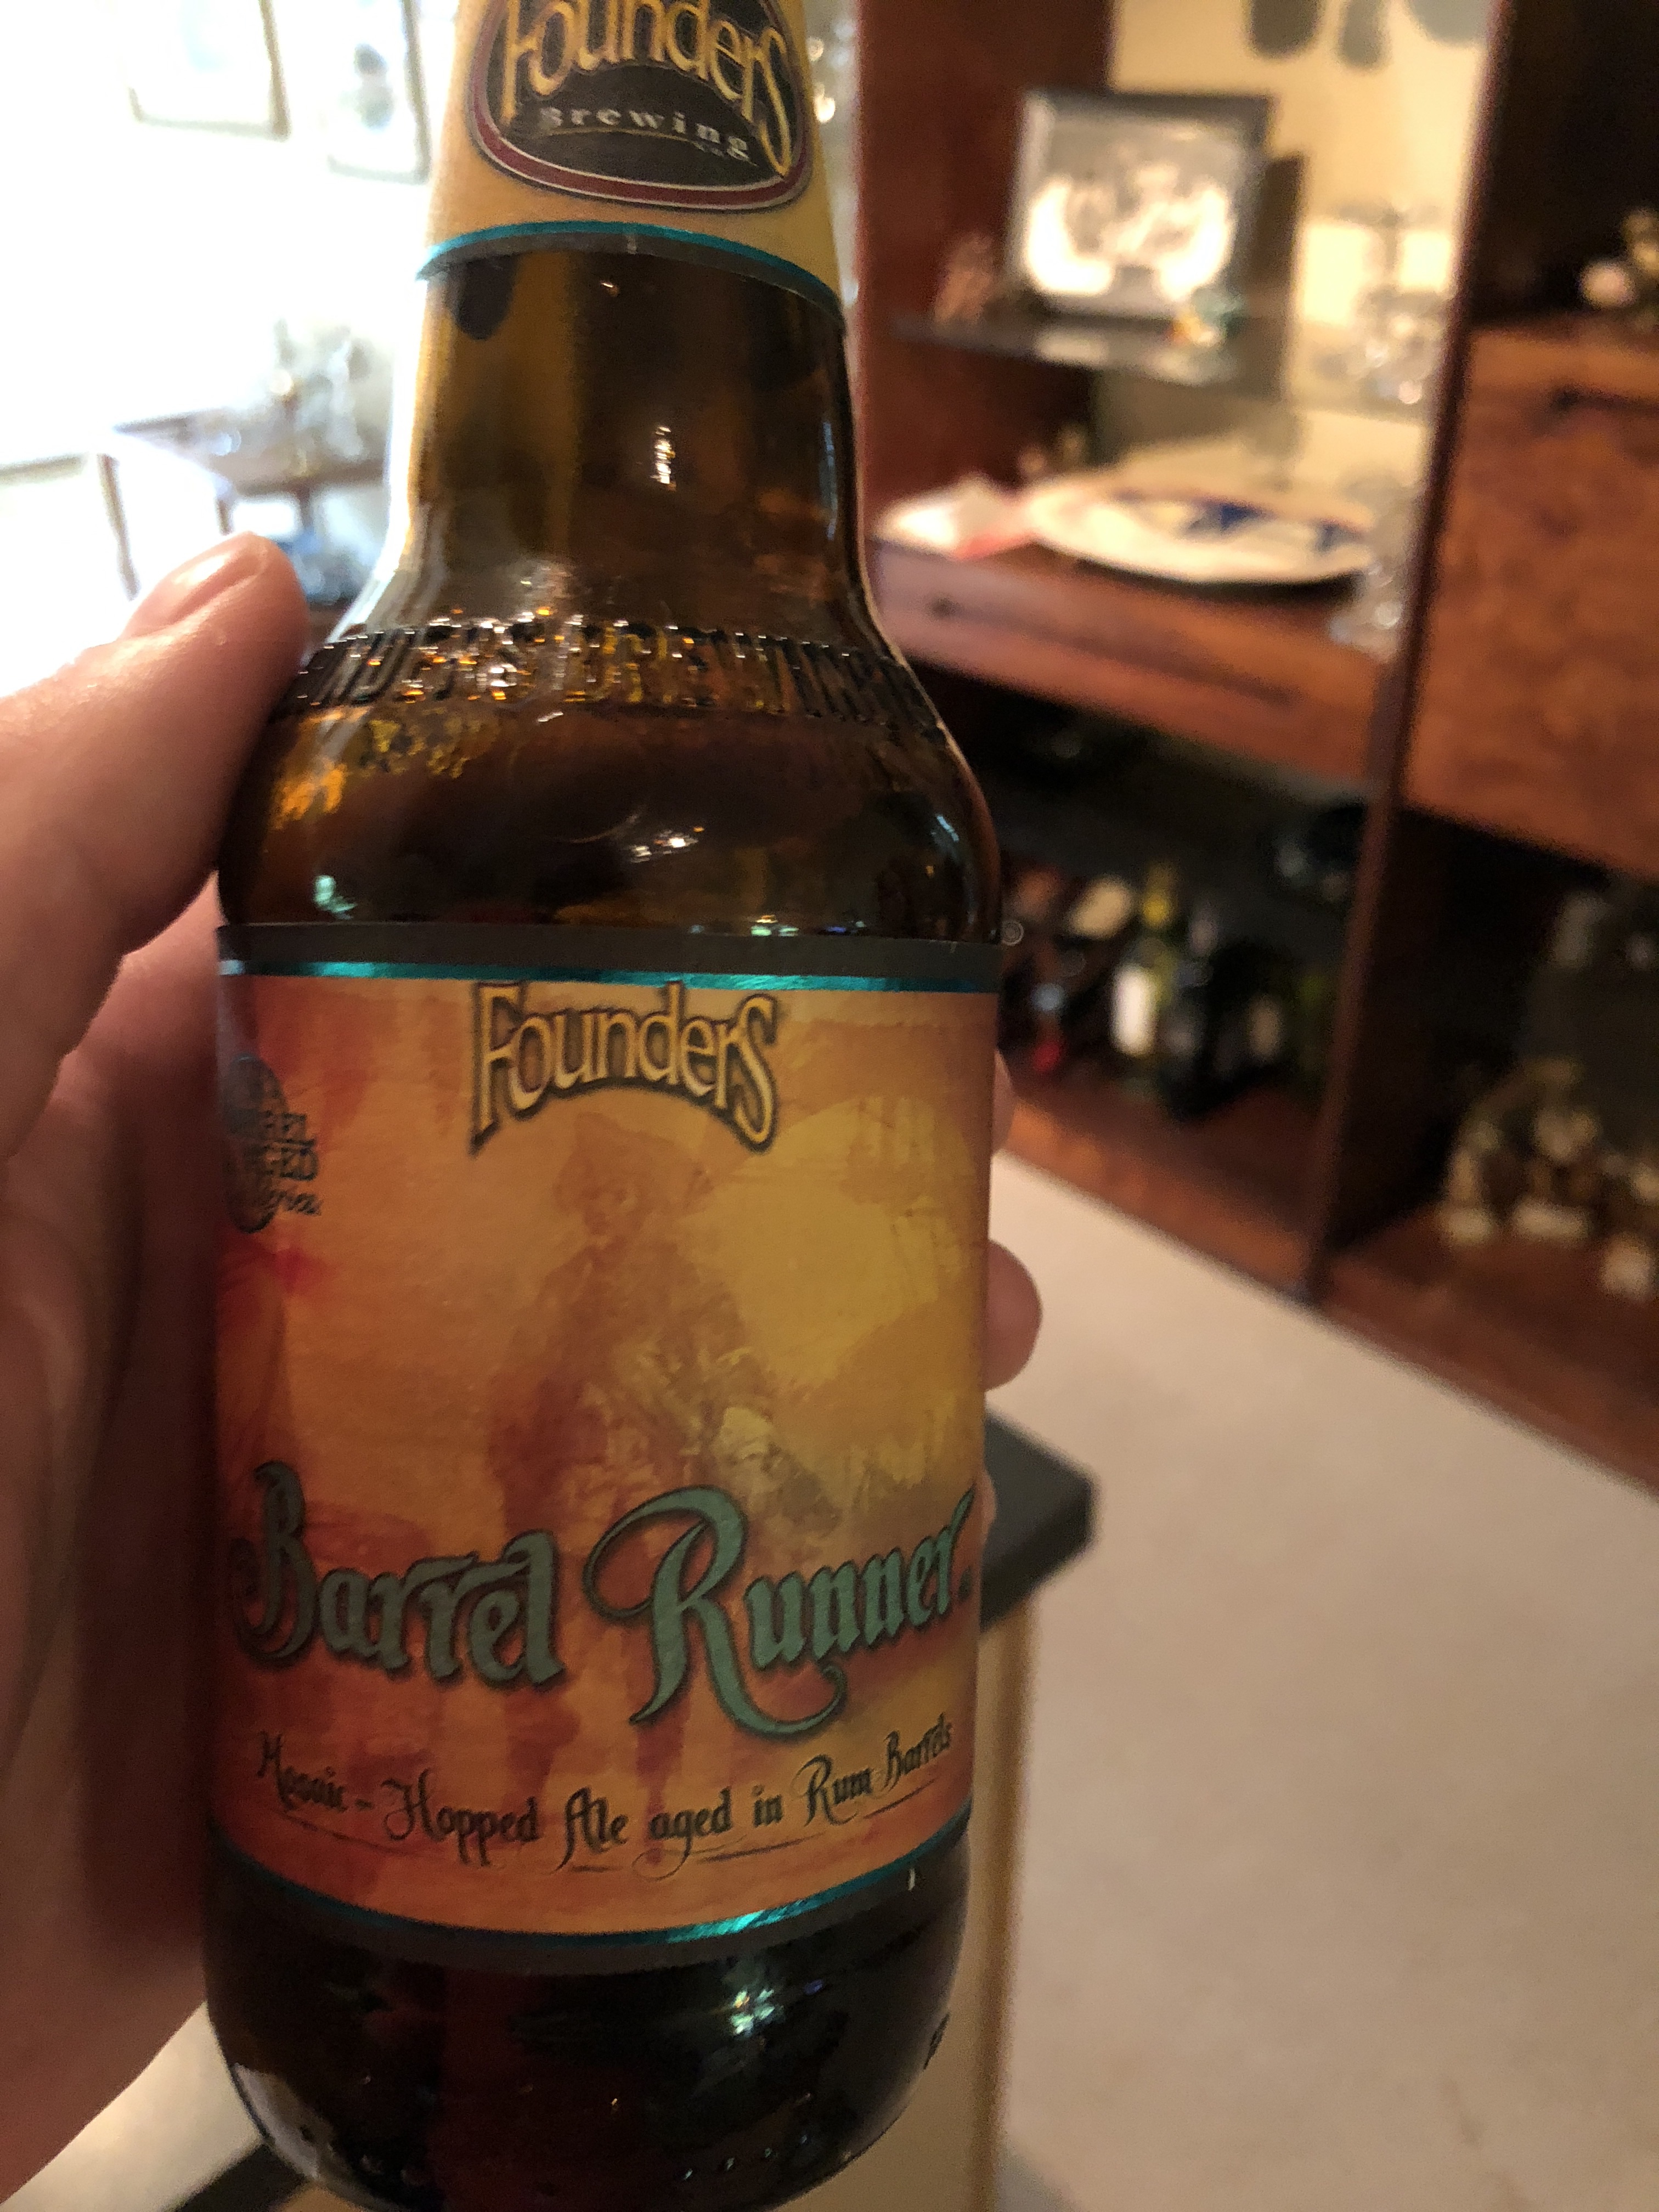 Founders
Brewing
Founders
Barrel Runner
Mosaic-Hopped Ale aged in Rum Barrels